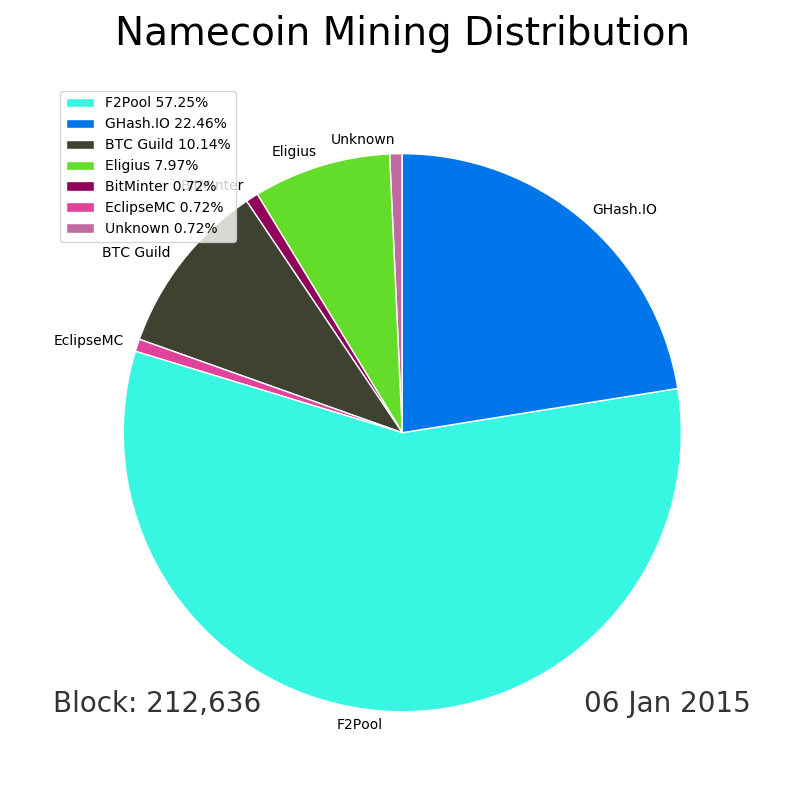 Namecoin Mining Distribution
F2Pool 57.25%
GHash.IO 22.46%
BTC Guild 10.14%
Eligius 7.97%
BitMinter 0.72%
EclipseMC 0.72%
Unknown 0.72%
Unknown
Eligius
BitMinter
GHash.IO
BTC Guild
EclipseMC
Block: 212,636
06 Jan 2015
F2Pool